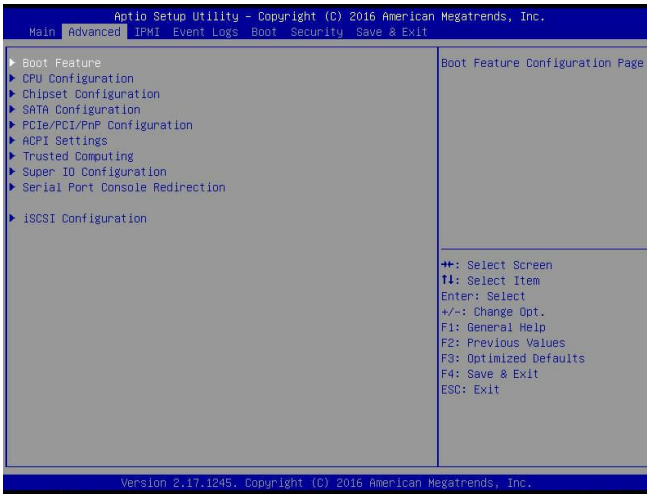 Aptio Setup Utility – Copyright (C) 2016 American Megatrends, Inc.
Main Advanced IPMI Event Logs Boot Security Save & Exit
Boot Feature
CPU Configuration
Chipset Configuration
SATA Configuration
PCIe/PCI/PnP Configuration
ACPI Settings
Trusted Computing
Super IO Configuration
Serial Port Console Redirection
iSCSI Configuration
Boot Feature Configuration Page
→←: Select Screen
↑↓: Select Item
Enter: Select
+/-: Change Opt.
F1: General Help
F2: Previous Values
F3: Optimized Defaults
F4: Save & Exit
ESC: Exit
Version 2.17.1245. Copyright (C) 2016 American Megatrends, Inc.